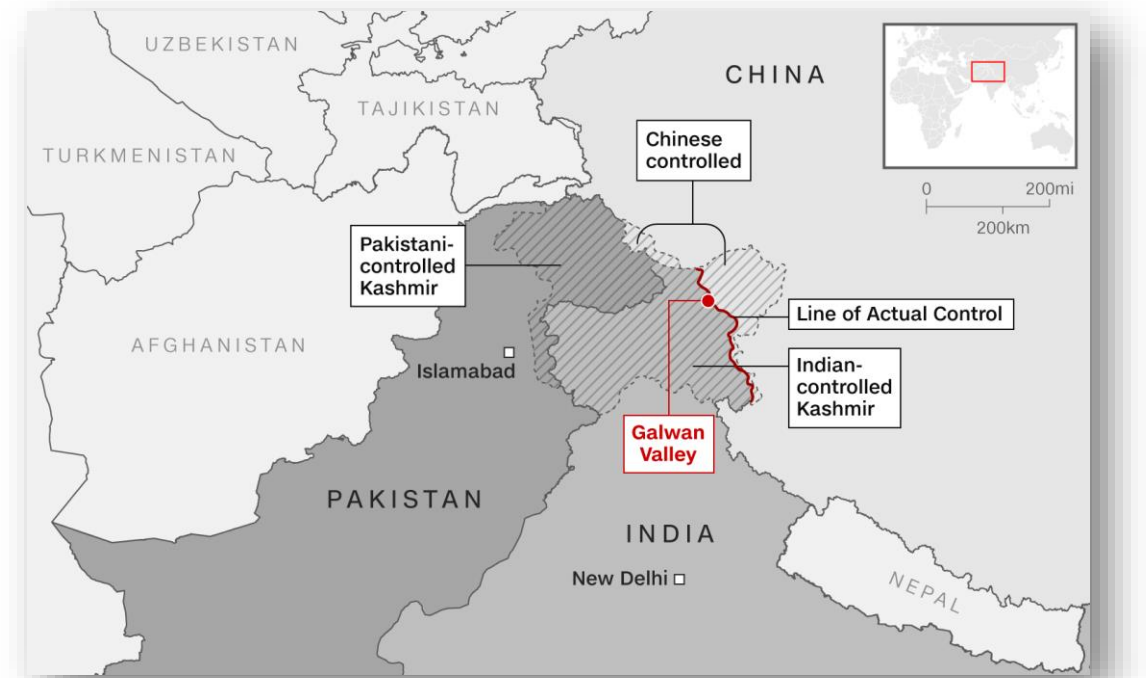 UZBEKISTAN
CHINA
TAJIKISTAN
TURKMENISTAN
Chinese
controlled
0 200mi
200km
Pakistani-
controlled
Kashmir
Line of Actual Control
AFGHANISTAN
Islamabad
Indian-
controlled
Kashmir
Galwan
Valley
PAKISTAN
INDIA
New Delhi
NEPAL